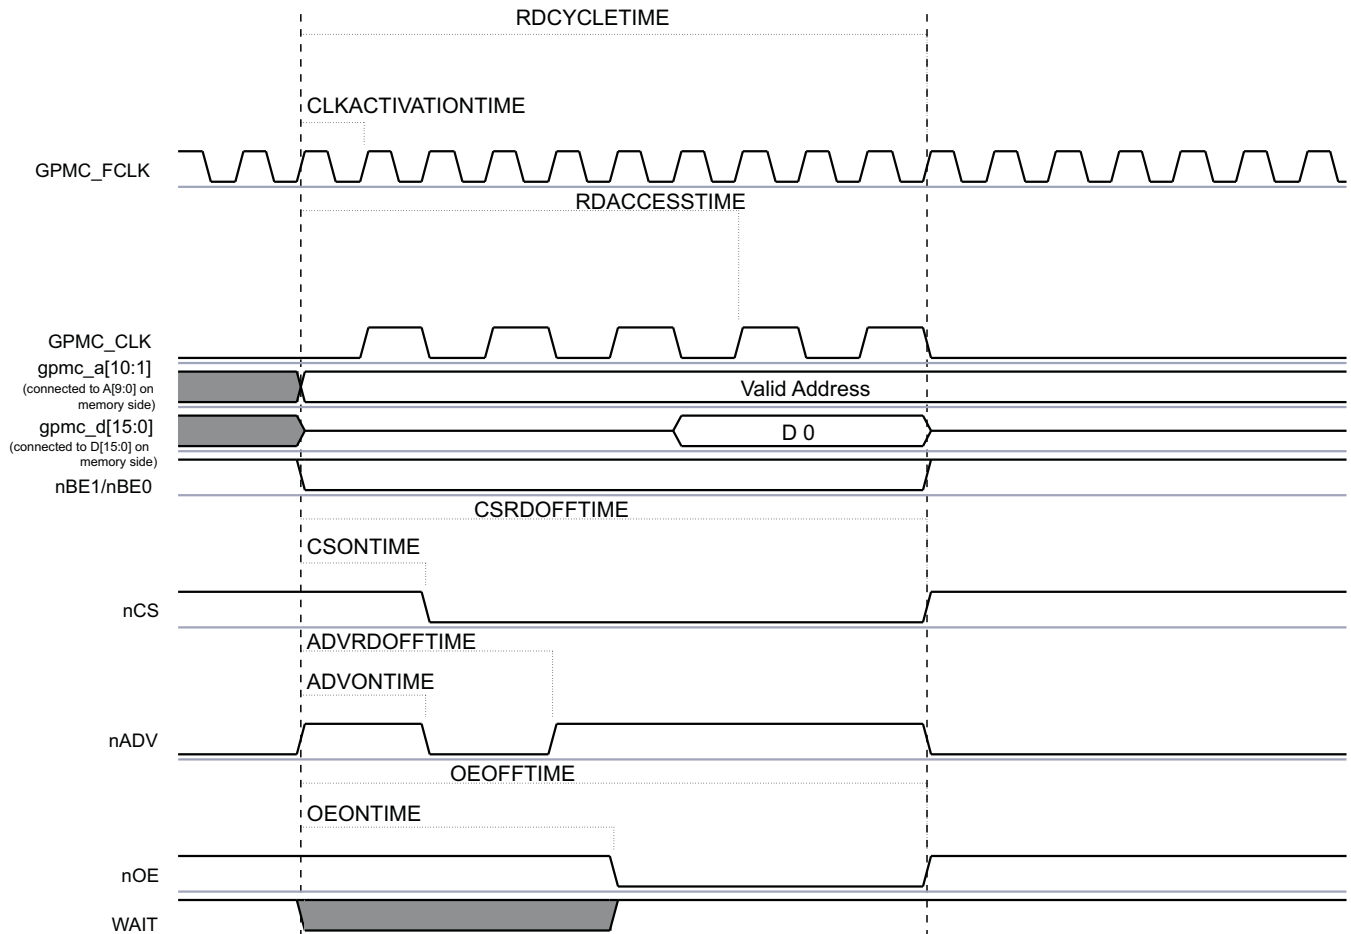 RDCYCLETIME
CLKACTIVATIONTIME
GPMC_FCLK
RDACCESSTIME
GPMC_CLK
gpmc_a[10:1]
(connected to A[9:0] on
memory side)
Valid Address
gpmc_d[15:0]
(connected to D[15:0] on
memory side)
D 0
nBE1/nBE0
CSRDOFFTIME
CSONTIME
nCS
ADVRDOFFTIME
ADVONTIME
nADV
OEOFFTIME
OEONTIME
nOE
WAIT